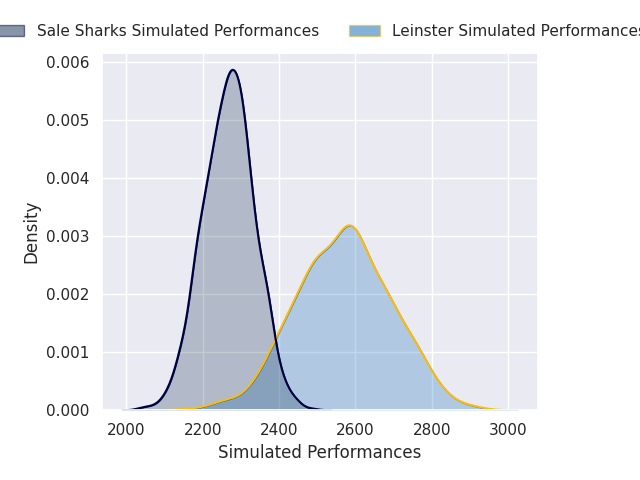 Sale Sharks Simulated Performances Leinster Simulated Performances
0.006
0.005
0.004
0.003
0.002
0.001
0.000
Density
2000 2200 2400 2600 2800 3000
Simulated Performances